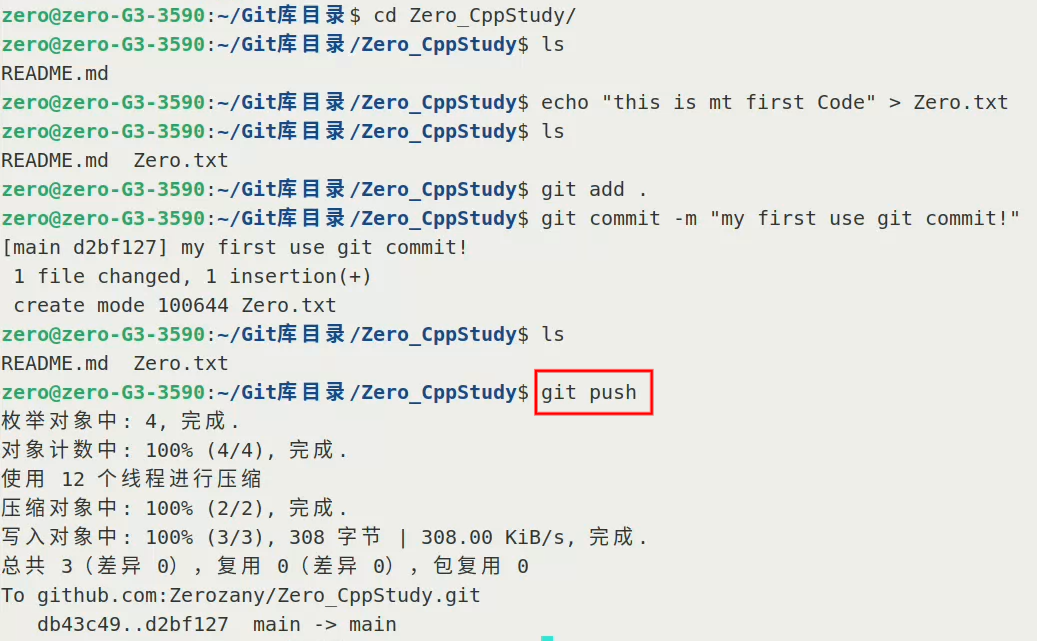 zero@zero-G3-3590:~/Git库目录$ cd Zero_CppStudy/
zero@zero-G3-3590:~/Git库目录/Zero_CppStudy$ ls
README.md
zero@zero-G3-3590:~/Git库目录/Zero_CppStudy$ echo "this is mt first Code" > Zero.txt
zero@zero-G3-3590:~/Git库目录/Zero_CppStudy$ ls
README.md  Zero.txt
zero@zero-G3-3590:~/Git库目录/Zero_CppStudy$ git add .
zero@zero-G3-3590:~/Git库目录/Zero_CppStudy$ git commit -m "my first use git commit!"
[main d2bf127] my first use git commit!
 1 file changed, 1 insertion(+)
 create mode 100644 Zero.txt
zero@zero-G3-3590:~/Git库目录/Zero_CppStudy$ ls
README.md  Zero.txt
zero@zero-G3-3590:~/Git库目录/Zero_CppStudy$ git push
枚举对象中: 4, 完成.
对象计数中: 100% (4/4), 完成.
使用 12 个线程进行压缩
压缩对象中: 100% (2/2), 完成.
写入对象中: 100% (3/3), 308 字节 | 308.00 KiB/s, 完成.
总共 3（差异 0），复用 0（差异 0），包复用 0
To github.com:Zerozany/Zero_CppStudy.git
   db43c49..d2bf127  main -> main